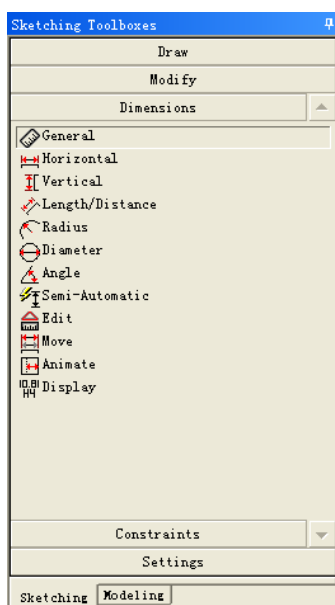 Sketching Toolboxes
Draw
Modify
Dimensions
General
Horizontal
Vertical
Length/Distance
Radius
Diameter
Angle
Semi-Automatic
Edit
Move
Animate
Display
Constraints
Settings
Sketching Modeling